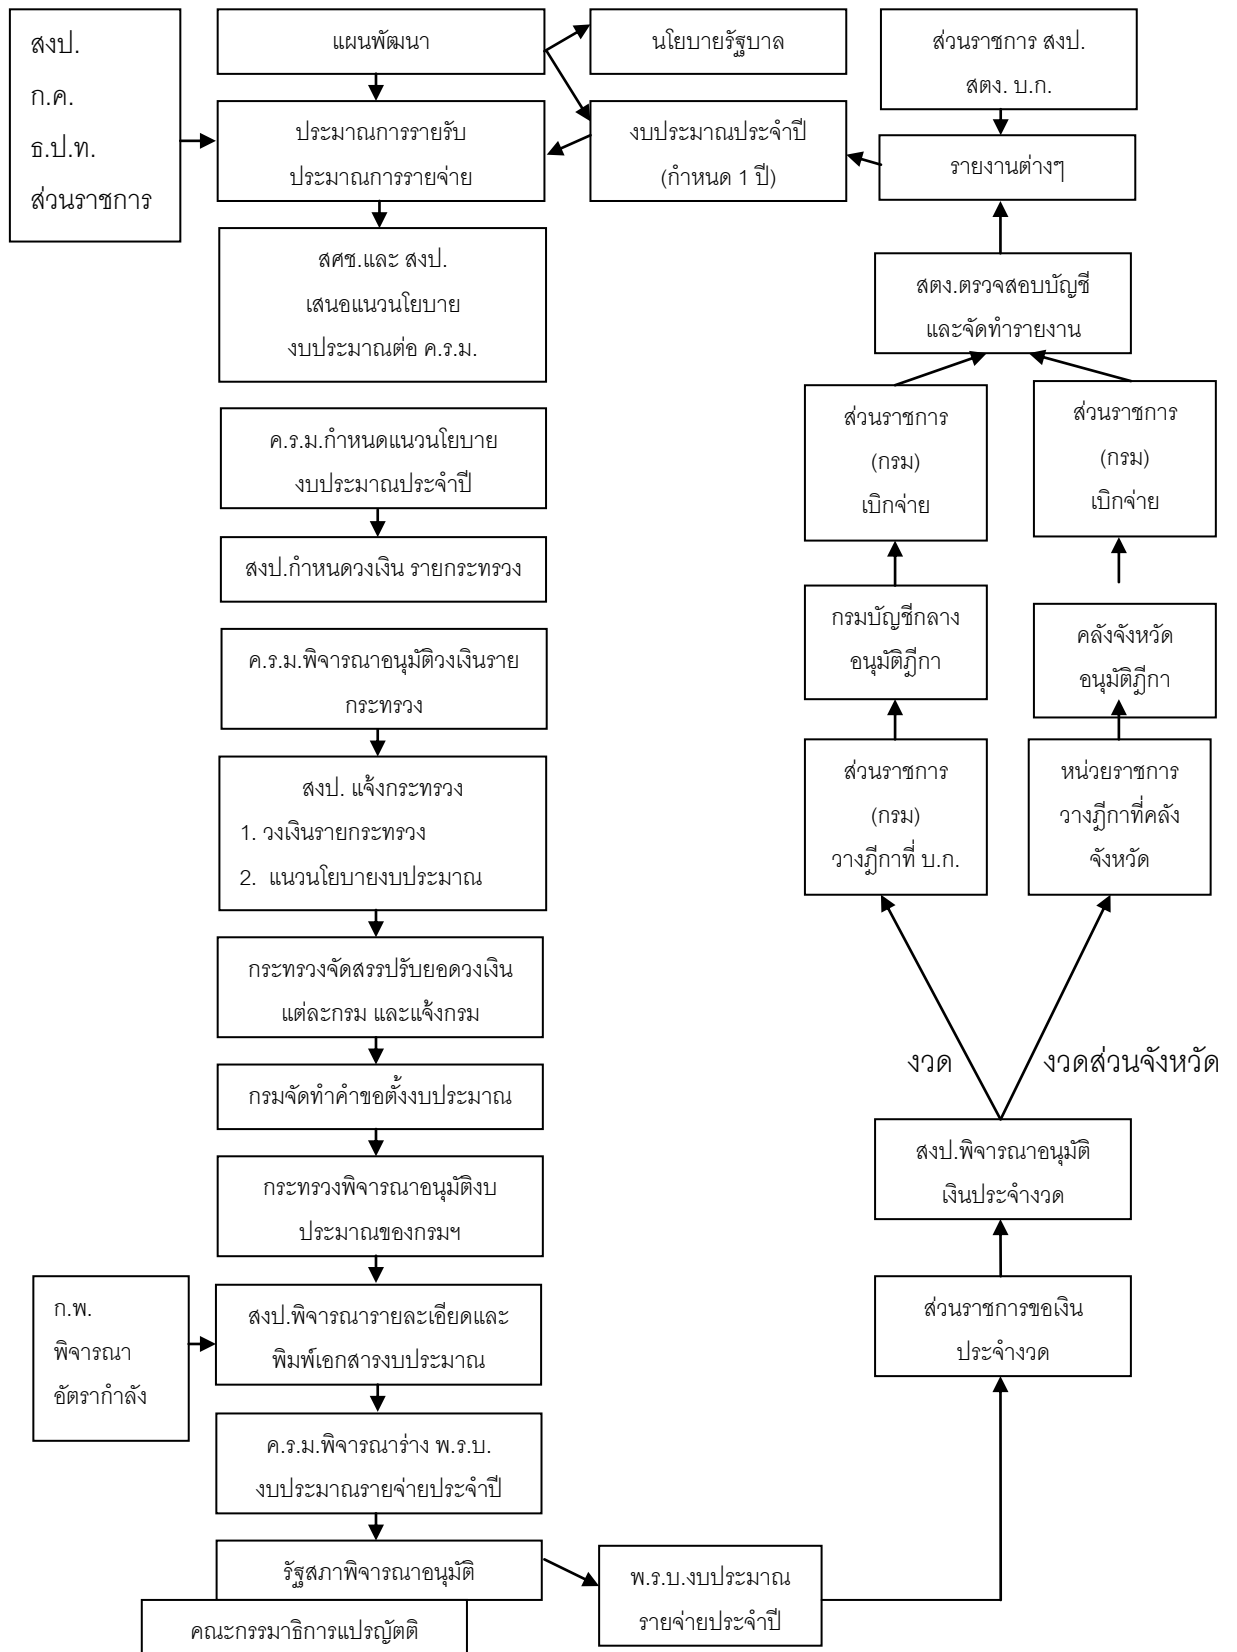 สงป.
ก.ค.
ธ.ป.ท.
ส่วนราชการ
แผนพัฒนา
นโยบายรัฐบาล
ส่วนราชการ สงป.
สตง. บ.ก.
ประมาณการรายรับ
ประมาณการรายจ่าย
งบประมาณประจำปี
(กำหนด 1 ปี)
รายงานต่างๆ
สศช.และ สงป.
เสนอแนวนโยบาย
งบประมาณต่อ ค.ร.ม.
สตง.ตรวจสอบบัญชี
และจัดทำรายงาน
ค.ร.ม.กำหนดแนวนโยบาย
งบประมาณประจำปี
ส่วนราชการ
(กรม)
เบิกจ่าย
ส่วนราชการ
(กรม)
เบิกจ่าย
สงป.กำหนดวงเงิน รายกระทรวง
ค.ร.ม.พิจารณาอนุมัติวงเงินราย
กระทรวง
กรมบัญชีกลาง
อนุมัติฎีกา
คลังจังหวัด
อนุมัติฎีกา
สงป. แจ้งกระทรวง
1. วงเงินรายกระทรวง
2. แนวนโยบายงบประมาณ
ส่วนราชการ
(กรม)
วางฎีกาที่ บ.ก.
หน่วยราชการ
วางฎีกาที่คลัง
จังหวัด
กระทรวงจัดสรรปรับยอดวงเงิน
แต่ละกรม และแจ้งกรม
งวด
งวดส่วนจังหวัด
กรมจัดทำคำขอตั้งงบประมาณ
สงป.พิจารณาอนุมัติ
เงินประจำงวด
กระทรวงพิจารณาอนุมัติงบ
ประมาณของกรมฯ
ก.พ.
พิจารณา
อัตรากำลัง
สงป.พิจารณารายละเอียดและ
พิมพ์เอกสารงบประมาณ
ส่วนราชการขอเงิน
ประจำงวด
ค.ร.ม.พิจารณาร่าง พ.ร.บ.
งบประมาณรายจ่ายประจำปี
รัฐสภาพิจารณาอนุมัติ
พ.ร.บ.งบประมาณ
รายจ่ายประจำปี
คณะกรรมาธิการแปรญัตติ